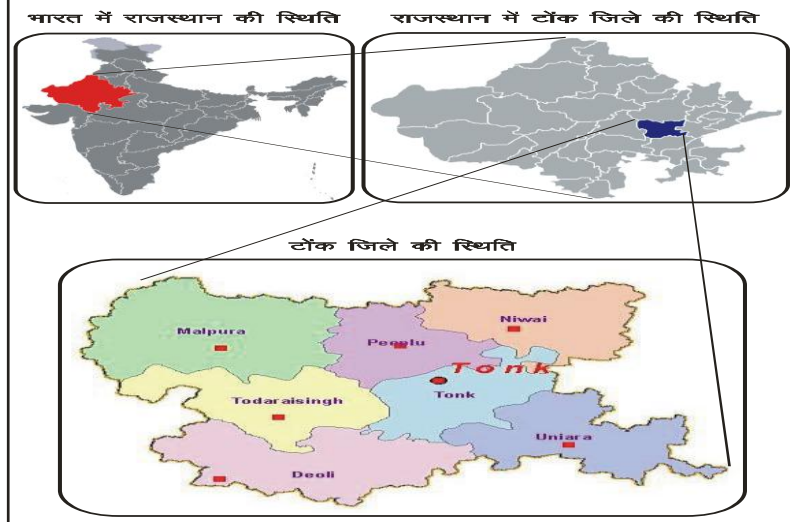 भारत में राजस्थान की स्थिति
राजस्थान में टोंक जिले की स्थिति
टोंक जिले की स्थिति
Malpura
Niwai
Peeplu
Tonk
Todaraisingh
Tonk
Uniara
Deoli